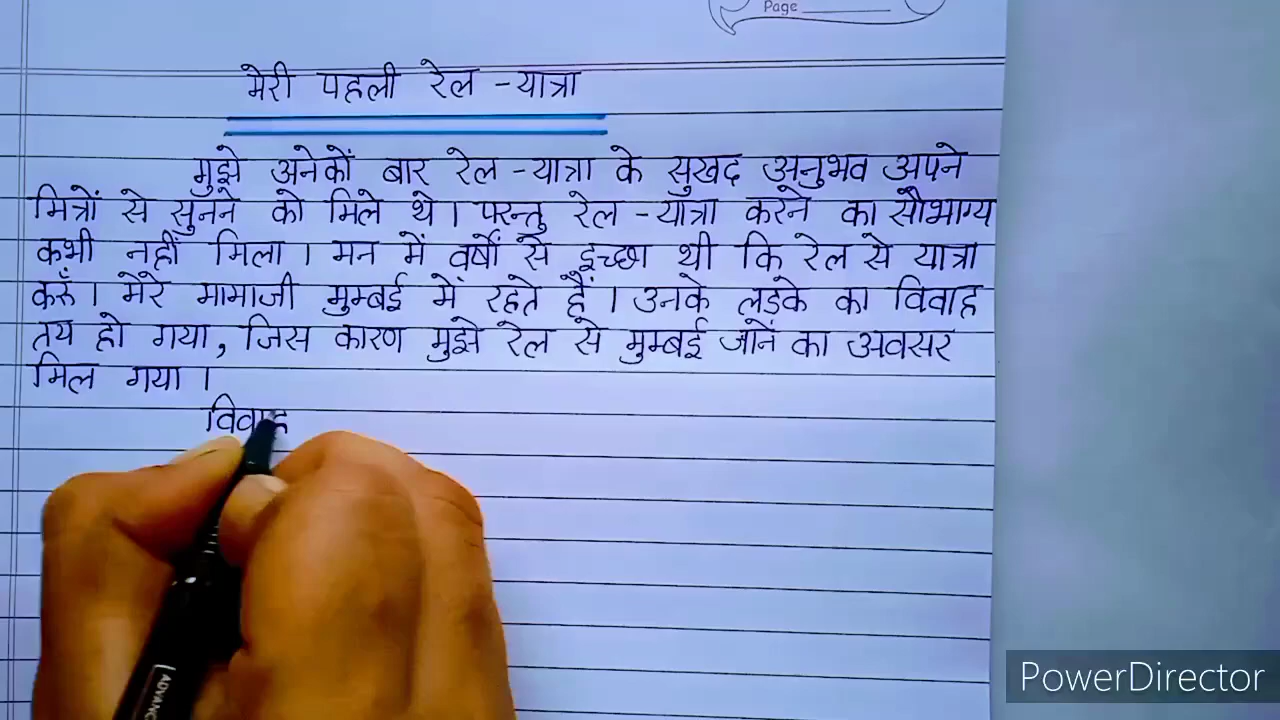 Page
मेरी पहली रेल - यात्रा
मुझे अनेकों बार रेल - यात्रा के सुखद अनुभव अपने
मित्रों से सुनने को मिले थे। परन्तु रेल - यात्रा करने का सौभाग्य
कभी नहीं मिला। मन में वर्षों से इच्छा थी कि रेल से यात्रा
करूँ। मेरे मामाजी मुम्बई में रहते हैं। उनके लड़के का विवाह
तय हो गया, जिस कारण मुझे रेल से मुम्बई जानें का अवसर
मिल गया।
विवाह
ADVANC
PowerDirector